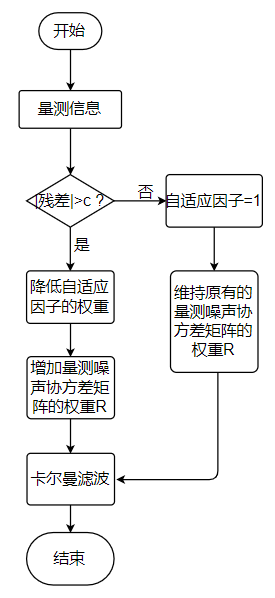 开始
量测信息
|残差|>c？
否
自适应因子=1
是
降低自适应
因子的权重
维持原有的
量测噪声协
方差矩阵的
权重R
增加量测噪
声协方差矩
阵的权重R
卡尔曼滤波
结束